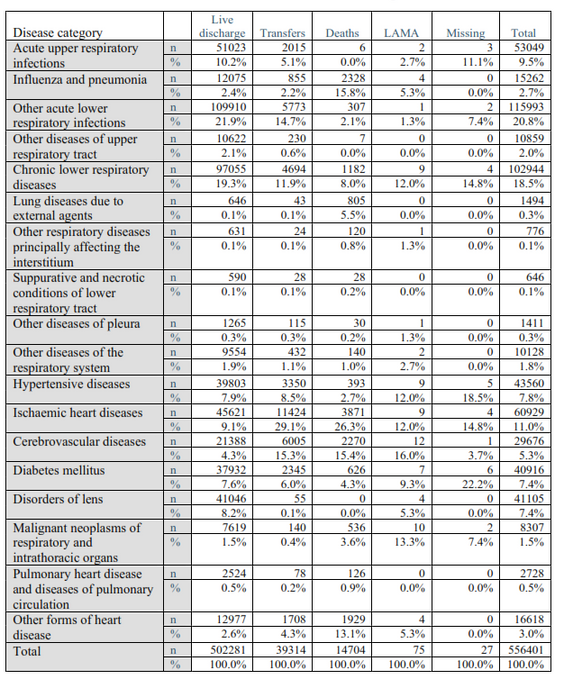 Disease category Live discharge Transfers Deaths LAMA Missing Total
Acute upper respiratory infections n 51023 2015 6 2 3 53049
% 10.2% 5.1% 0.0% 2.7% 11.1% 9.5%
Influenza and pneumonia n 12075 855 2328 4 0 15262
% 2.4% 2.2% 15.8% 5.3% 0.0% 2.7%
Other acute lower respiratory infections n 109910 5773 307 1 2 115993
% 21.9% 14.7% 2.1% 1.3% 7.4% 20.8%
Other diseases of upper respiratory tract n 10622 230 7 0 0 10859
% 2.1% 0.6% 0.0% 0.0% 0.0% 2.0%
Chronic lower respiratory diseases n 97055 4694 1182 9 4 102944
% 19.3% 11.9% 8.0% 12.0% 14.8% 18.5%
Lung diseases due to external agents n 646 43 805 0 0 1494
% 0.1% 0.1% 5.5% 0.0% 0.0% 0.3%
Other respiratory diseases principally affecting the interstitium n 631 24 120 1 0 776
% 0.1% 0.1% 0.8% 1.3% 0.0% 0.1%
Suppurative and necrotic conditions of lower respiratory tract n 590 28 28 0 0 646
% 0.1% 0.1% 0.2% 0.0% 0.0% 0.1%
Other diseases of pleura n 1265 115 30 1 0 1411
% 0.3% 0.3% 0.2% 1.3% 0.0% 0.3%
Other diseases of the respiratory system n 9554 432 140 2 0 10128
% 1.9% 1.1% 1.0% 2.7% 0.0% 1.8%
Hypertensive diseases n 39803 3350 393 9 5 43560
% 7.9% 8.5% 2.7% 12.0% 18.5% 7.8%
Ischaemic heart diseases n 45621 11424 3871 9 4 60929
% 9.1% 29.1% 26.3% 12.0% 14.8% 11.0%
Cerebrovascular diseases n 21388 6005 2270 12 1 29676
% 4.3% 15.3% 15.4% 16.0% 3.7% 5.3%
Diabetes mellitus n 37932 2345 626 7 6 40916
% 7.6% 6.0% 4.3% 9.3% 22.2% 7.4%
Disorders of lens n 41046 55 0 4 0 41105
% 8.2% 0.1% 0.0% 5.3% 0.0% 7.4%
Malignant neoplasms of respiratory and intrathoracic organs n 7619 140 536 10 2 8307
% 1.5% 0.4% 3.6% 13.3% 7.4% 1.5%
Pulmonary heart disease and diseases of pulmonary circulation n 2524 78 126 0 0 2728
% 0.5% 0.2% 0.9% 0.0% 0.0% 0.5%
Other forms of heart disease n 12977 1708 1929 4 0 16618
% 2.6% 4.3% 13.1% 5.3% 0.0% 3.0%
Total n 502281 39314 14704 75 27 556401
% 100.0% 100.0% 100.0% 100.0% 100.0% 100.0%